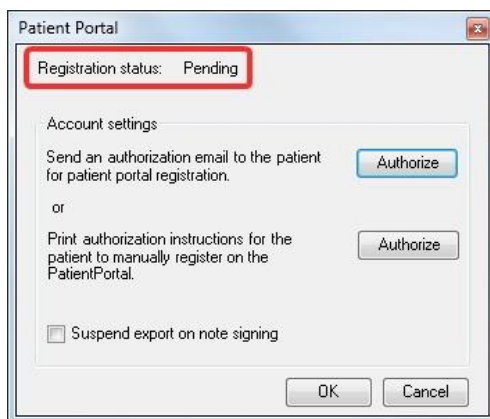 Patient Portal
Registration status: Pending
Account settings
Send an authorization email to the patient
for patient portal registration.
Authorize
or
Print authorization instructions for the
patient to manually register on the
PatientPortal.
Authorize
Suspend export on note signing
OK Cancel